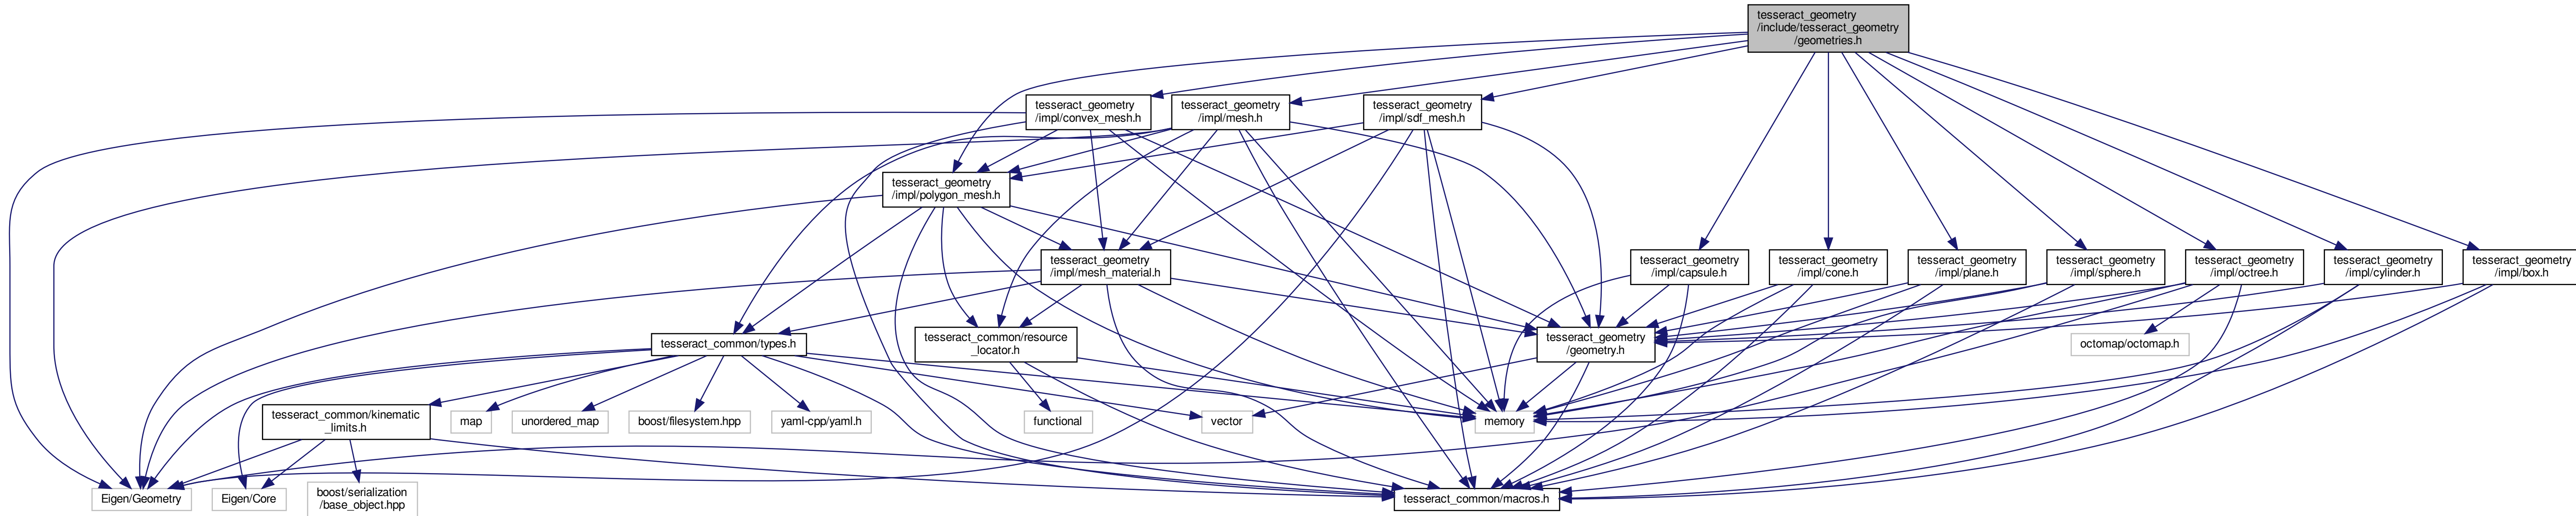 tesseract_geometry
/include/tesseract_geometry
/geometries.h
tesseract_geometry
/impl/convex_mesh.h
tesseract_geometry
/impl/mesh.h
tesseract_geometry
/impl/sdf_mesh.h
tesseract_geometry
/impl/polygon_mesh.h
tesseract_geometry
/impl/mesh_material.h
tesseract_geometry
/impl/capsule.h
tesseract_geometry
/impl/cone.h
tesseract_geometry
/impl/plane.h
tesseract_geometry
/impl/sphere.h
tesseract_geometry
/impl/octree.h
tesseract_geometry
/impl/cylinder.h
tesseract_geometry
/impl/box.h
tesseract_common/types.h
tesseract_common/resource
_locator.h
tesseract_geometry
/geometry.h
octomap/octomap.h
tesseract_common/kinematic
_limits.h
map
unordered_map
boost/filesystem.hpp
yaml-cpp/yaml.h
functional
vector
memory
Eigen/Geometry
Eigen/Core
boost/serialization
/base_object.hpp
tesseract_common/macros.h